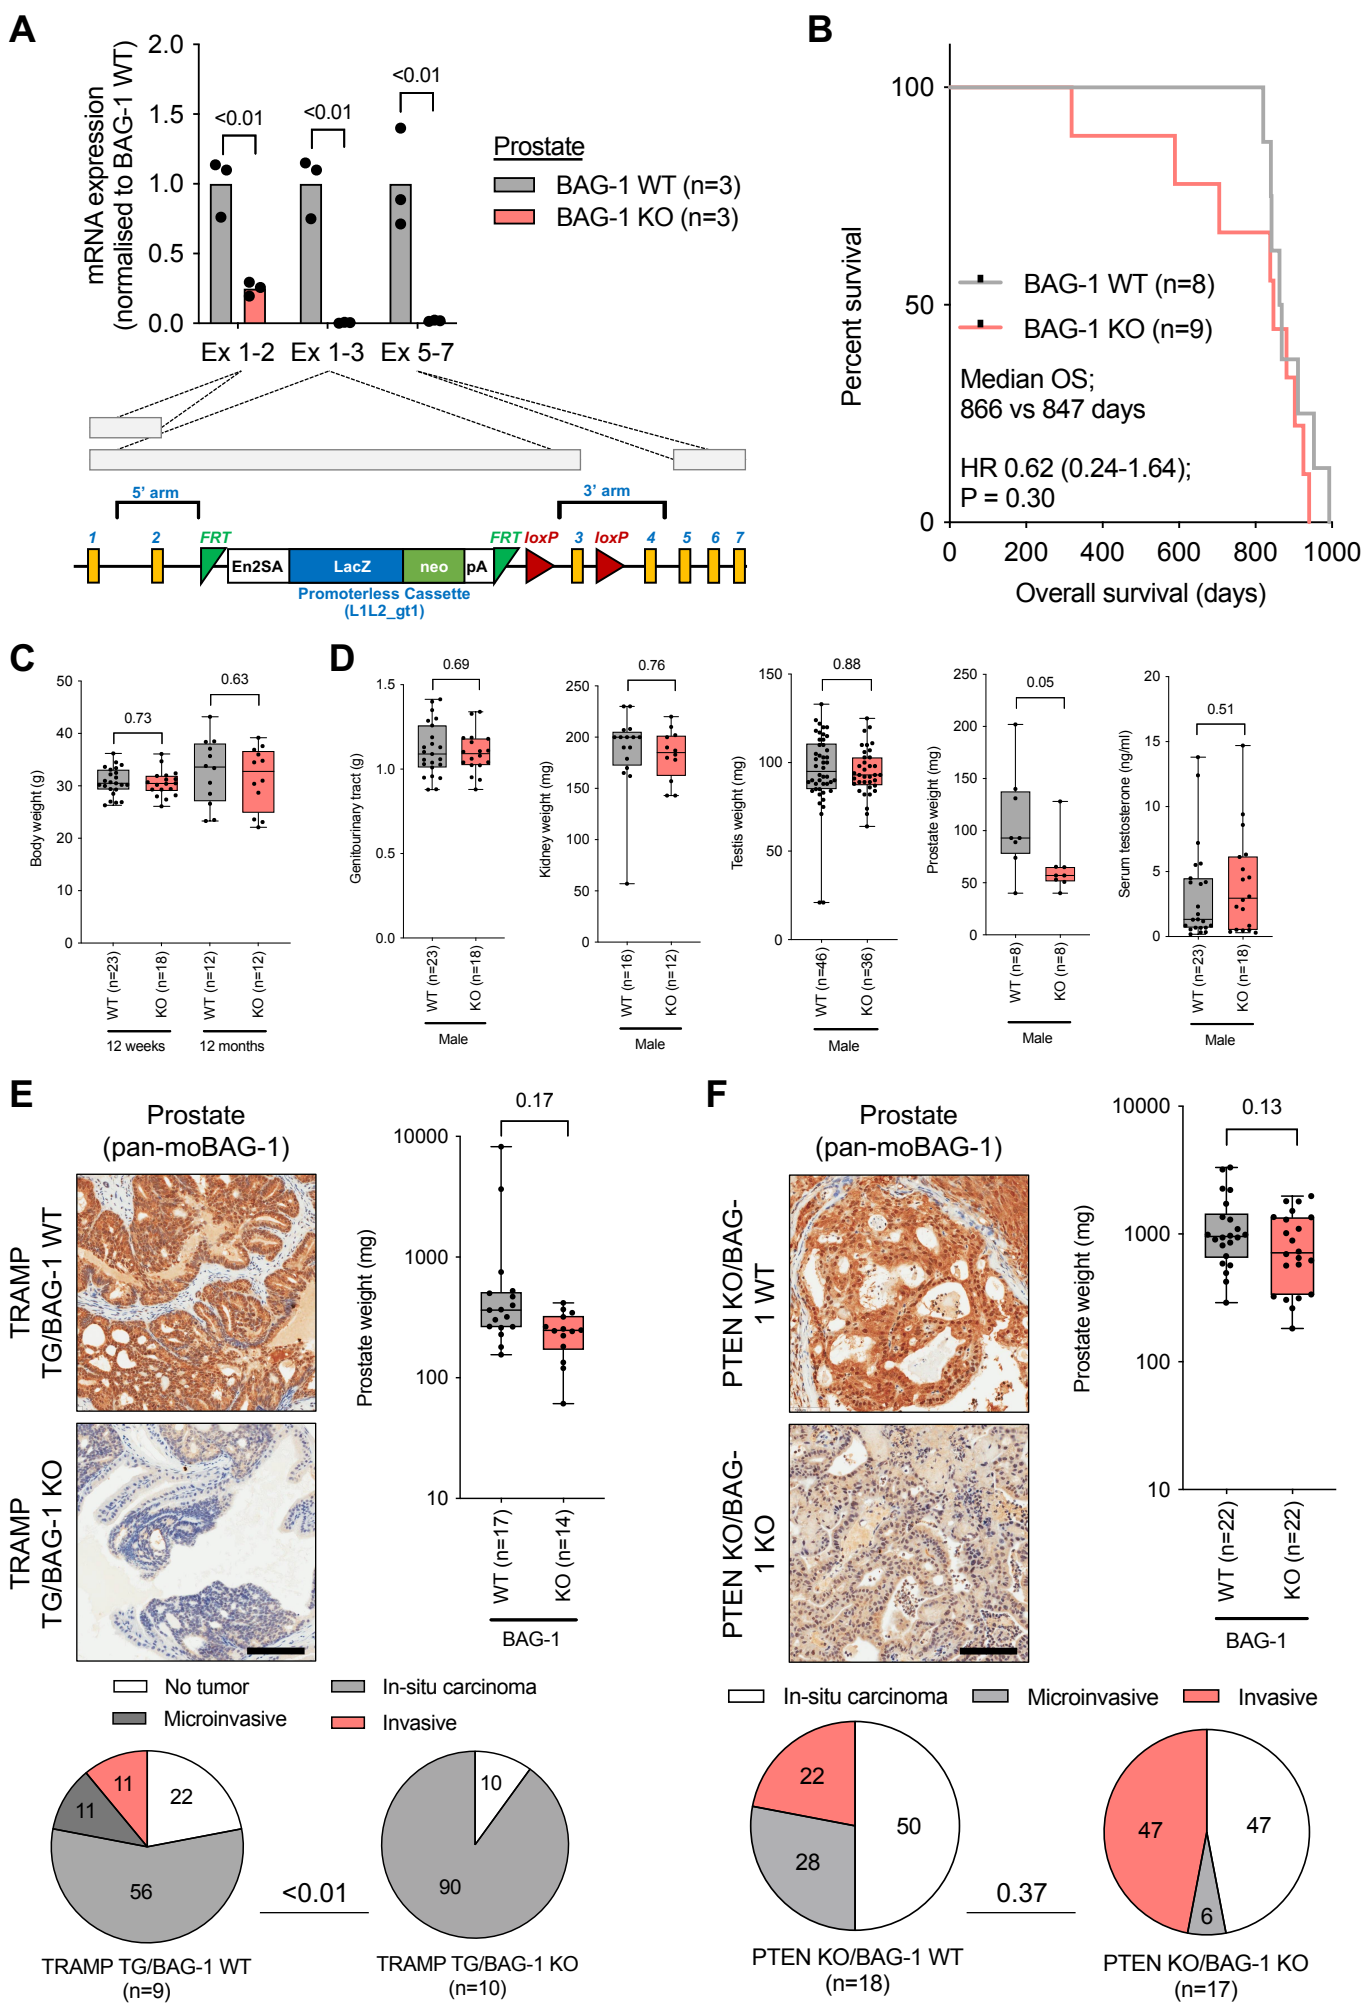 A
mRNA expression
(normalised to BAG-1 WT)
2.0
1.5
1.0
0.5
0.0
<0.01
<0.01
<0.01
Ex 1-2
Ex 1-3
Ex 5-7
Prostate
BAG-1 WT (n=3)
BAG-1 KO (n=3)
5' arm
3' arm
1
2
FRT
FRT
loxP
3
loxP
4
5
6
7
En2SA
LacZ
neo
pA
Promoterless Cassette
(L1L2_gt1)
B
Percent survival
100
50
0
BAG-1 WT (n=8)
BAG-1 KO (n=9)
Median OS;
866 vs 847 days
HR 0.62 (0.24-1.64);
P = 0.30
0
200
400
600
800
1000
Overall survival (days)
C
Body weight (g)
50
40
30
20
10
0
0.73
0.63
WT (n=23)
KO (n=18)
WT (n=12)
KO (n=12)
12 weeks
12 months
D
Genitourinary tract (g)
1.5
1.0
0.5
0.0
0.69
WT (n=23)
KO (n=18)
Male
Kidney weight (mg)
250
200
150
100
50
0
0.76
WT (n=16)
KO (n=12)
Male
Testis weight (mg)
150
100
50
0
0.88
WT (n=46)
KO (n=36)
Male
Prostate weight (mg)
250
200
150
100
50
0
0.05
WT (n=8)
KO (n=8)
Male
Serum testosterone (ng/ml)
20
15
10
5
0
0.51
WT (n=23)
KO (n=18)
Male
E
Prostate
(pan-moBAG-1)
TRAMP
TG/BAG-1 WT
TRAMP
TG/BAG-1 KO
Prostate weight (mg)
10000
1000
100
10
0.17
WT (n=17)
KO (n=14)
BAG-1
No tumor
In-situ carcinoma
Microinvasive
Invasive
11
22
11
56
<0.01
10
90
TRAMP TG/BAG-1 WT
(n=9)
TRAMP TG/BAG-1 KO
(n=10)
F
Prostate
(pan-moBAG-1)
PTEN KO/BAG-
1 WT
PTEN KO/BAG-
1 KO
Prostate weight (mg)
10000
1000
100
10
0.13
WT (n=22)
KO (n=22)
BAG-1
In-situ carcinoma
Microinvasive
Invasive
22
50
28
0.37
47
47
6
PTEN KO/BAG-1 WT
(n=18)
PTEN KO/BAG-1 KO
(n=17)